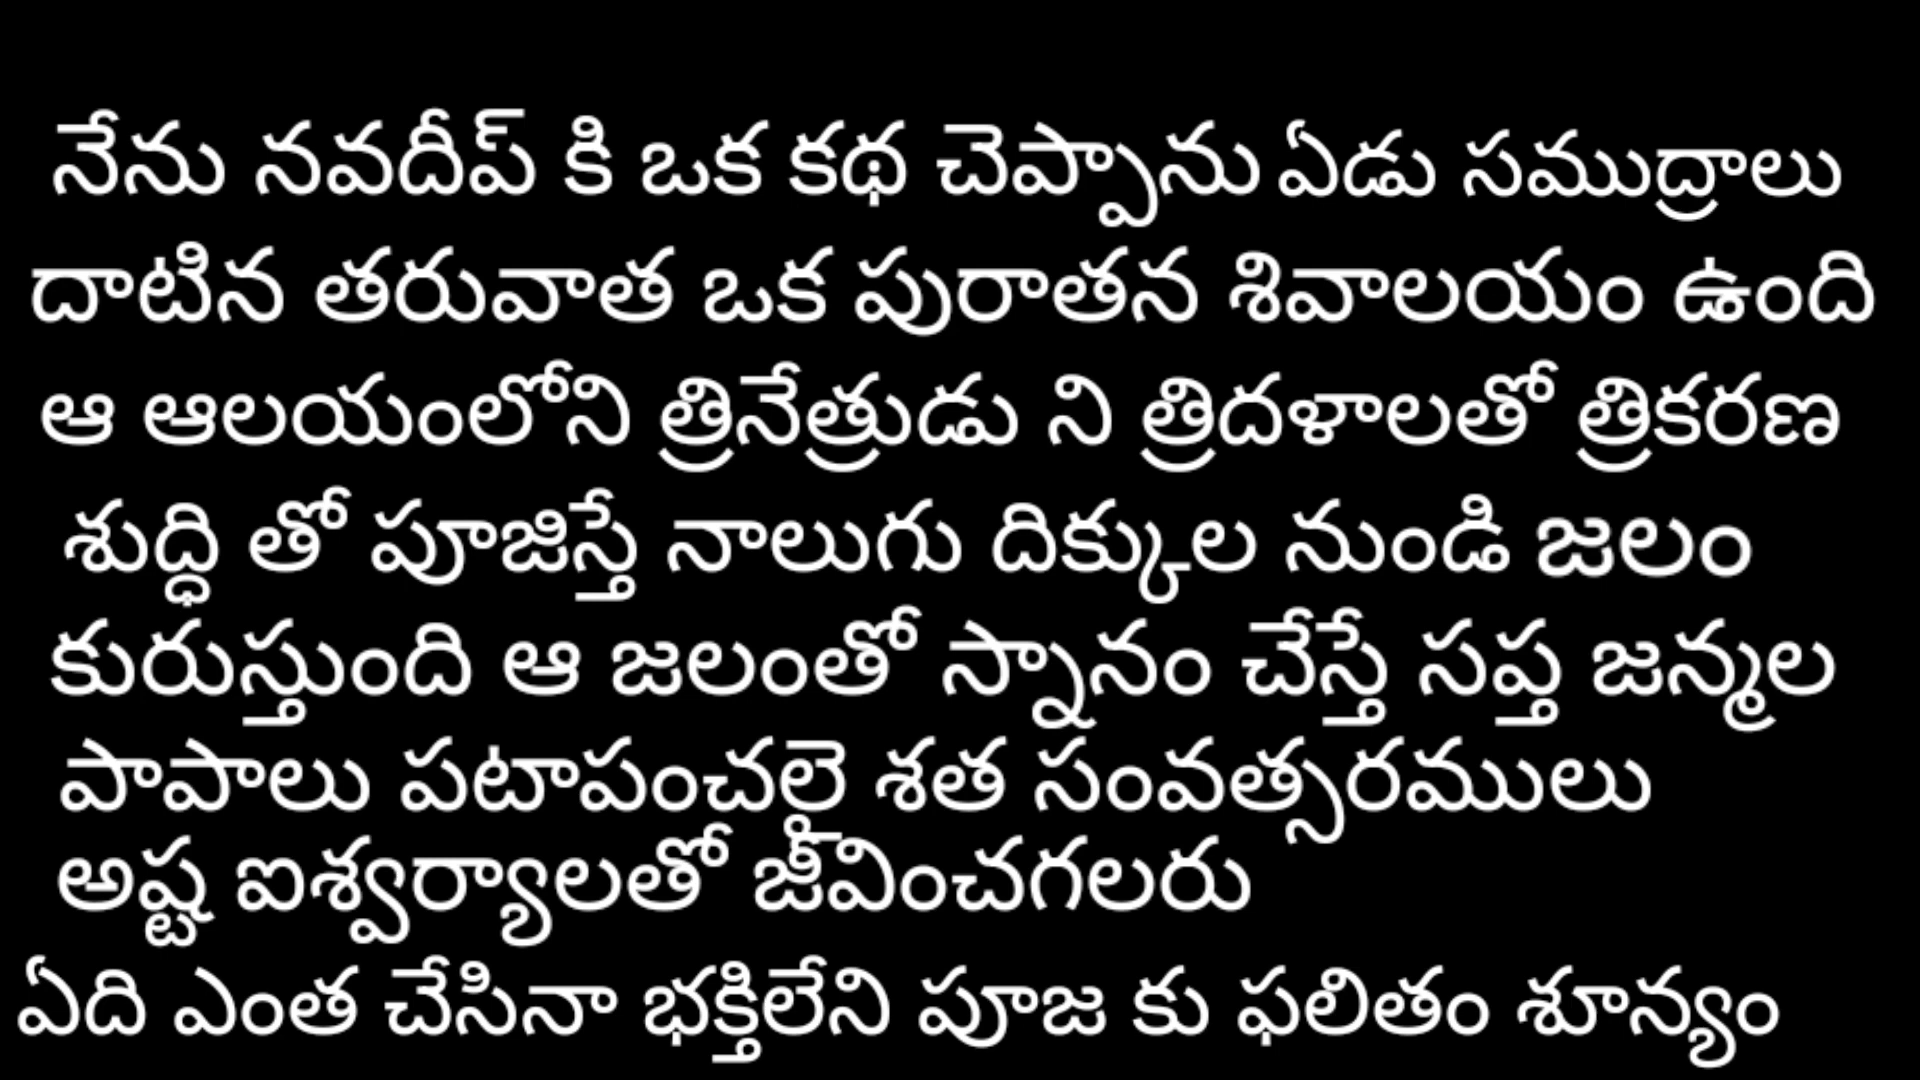 నేను నవదీప్ కి ఒక కథ చెప్పాను ఏడు సముద్రాలు
దాటిన తరువాత ఒక పురాతన శివాలయం ఉంది
ఆ ఆలయంలోని త్రినేత్రుడు ని త్రిదళాలతో త్రికరణ
శుద్ధి తో పూజిస్తే నాలుగు దిక్కుల నుండి జలం
కురుస్తుంది ఆ జలంతో స్నానం చేస్తే సప్త జన్మల
పాపాలు పటాపంచలై శత సంవత్సరములు
అష్ట ఐశ్వర్యాలతో జీవించగలరు
ఏది ఎంత చేసినా భక్తిలేని పూజ కు ఫలితం శూన్యం